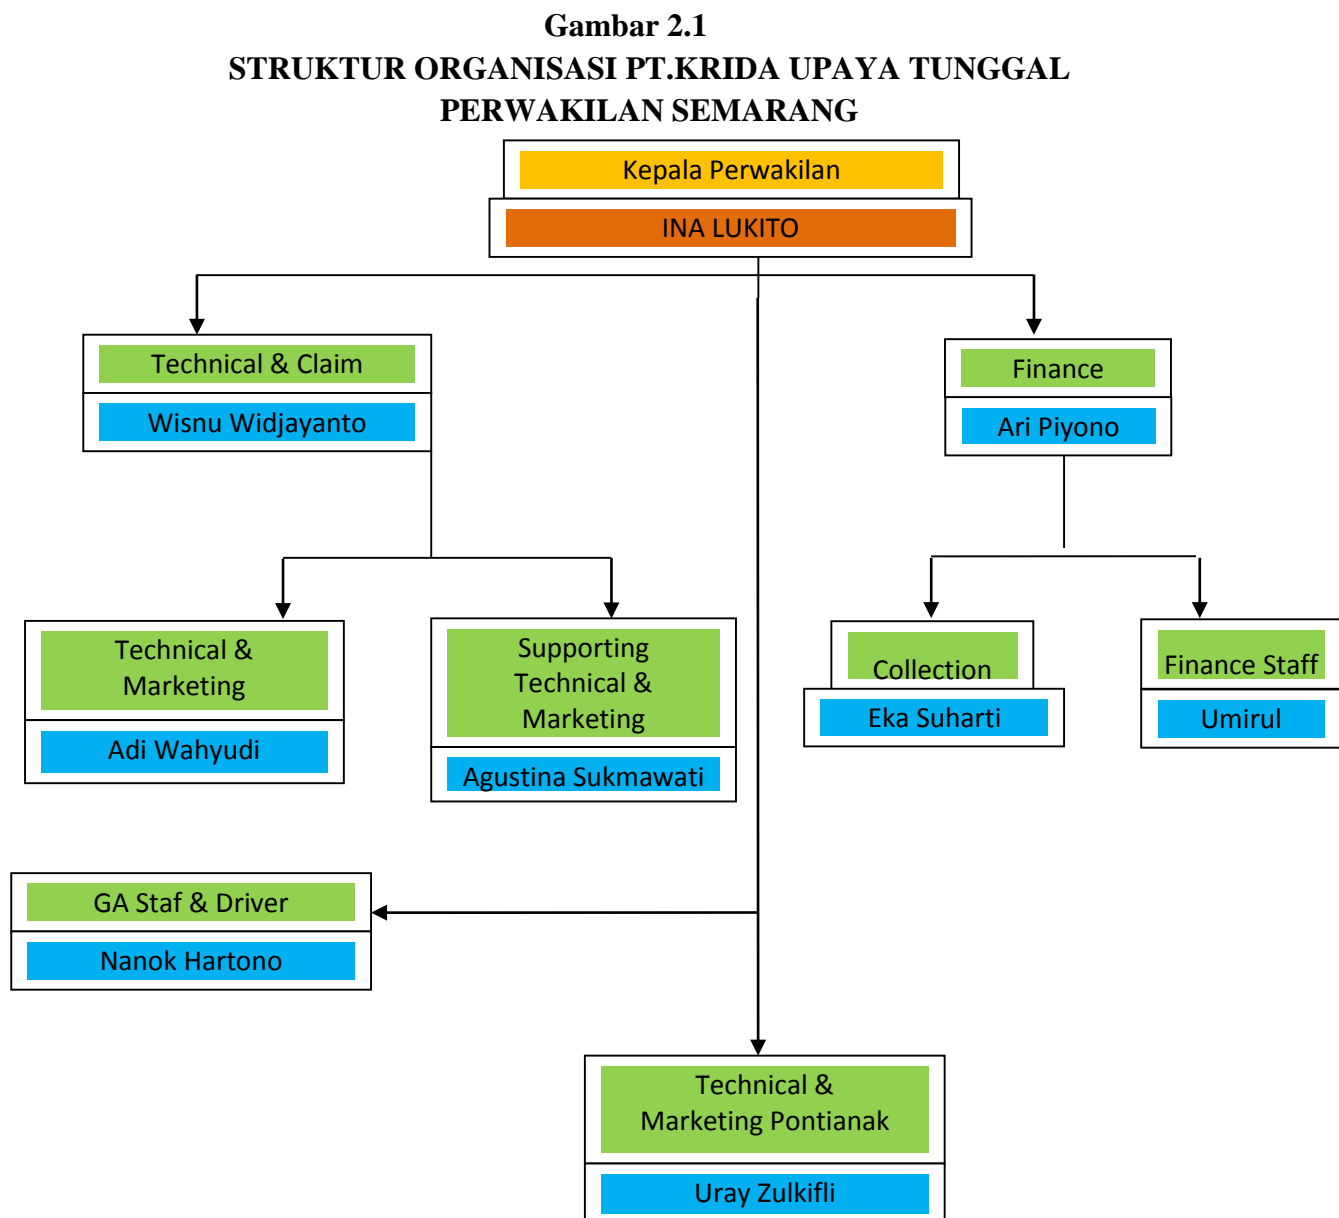 Gambar 2.1
STRUKTUR ORGANISASI PT.KRIDA UPAYA TUNGGAL
PERWAKILAN SEMARANG
Kepala Perwakilan
INA LUKITO
Technical & Claim
Wisnu Widjayanto
Finance
Ari Piyono
Technical &
Marketing
Adi Wahyudi
Supporting
Technical &
Marketing
Agustina Sukmawati
Collection
Eka Suharti
Finance Staff
Umirul
GA Staf & Driver
Nanok Hartono
Technical &
Marketing Pontianak
Uray Zulkifli